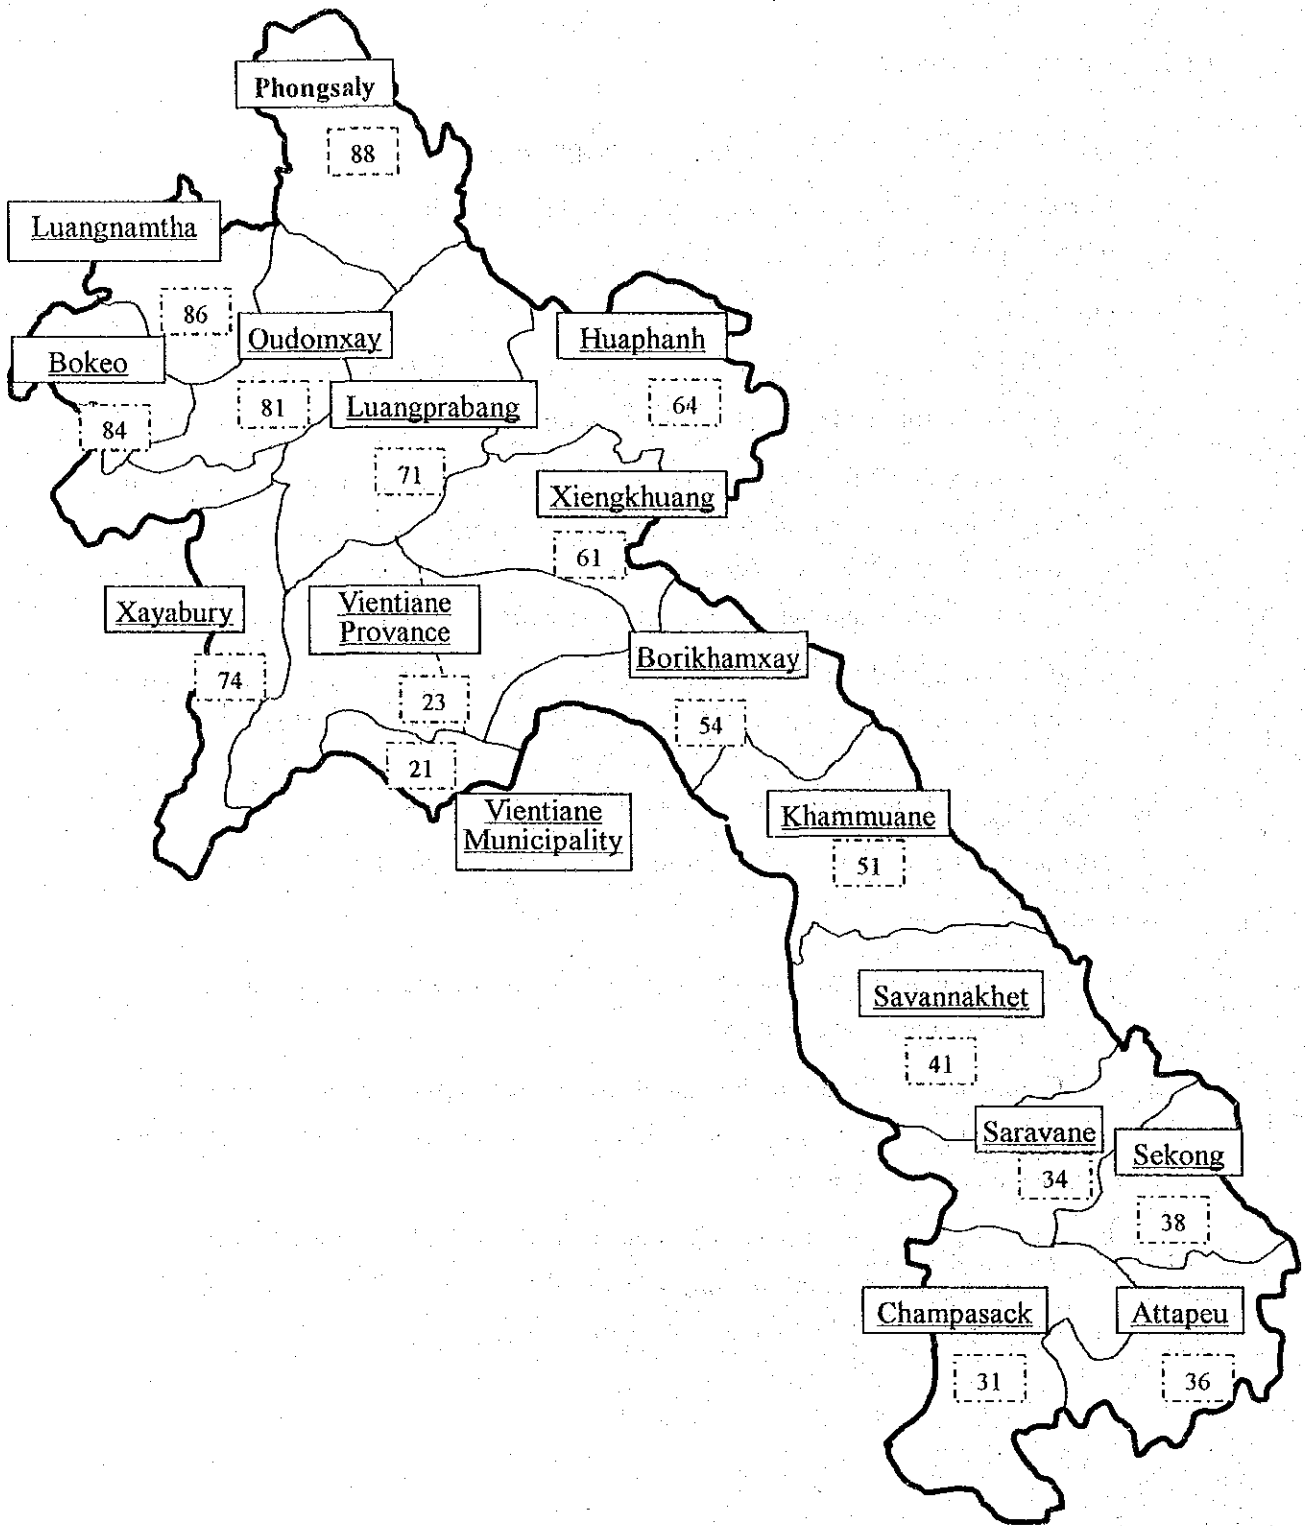 Phongsaly
88
Luangnamtha
86
Oudomxay
Huaphanh
Bokeo
84
81
Luangprabang
64
71
Xiengkhuang
61
Xayabury
Vientiane
Provance
Borikhamxay
74
23
54
21
Vientiane
Municipality
Khammuane
51
Savannakhet
41
Saravane
Sekong
34
38
Champasack
Attapeu
31
36